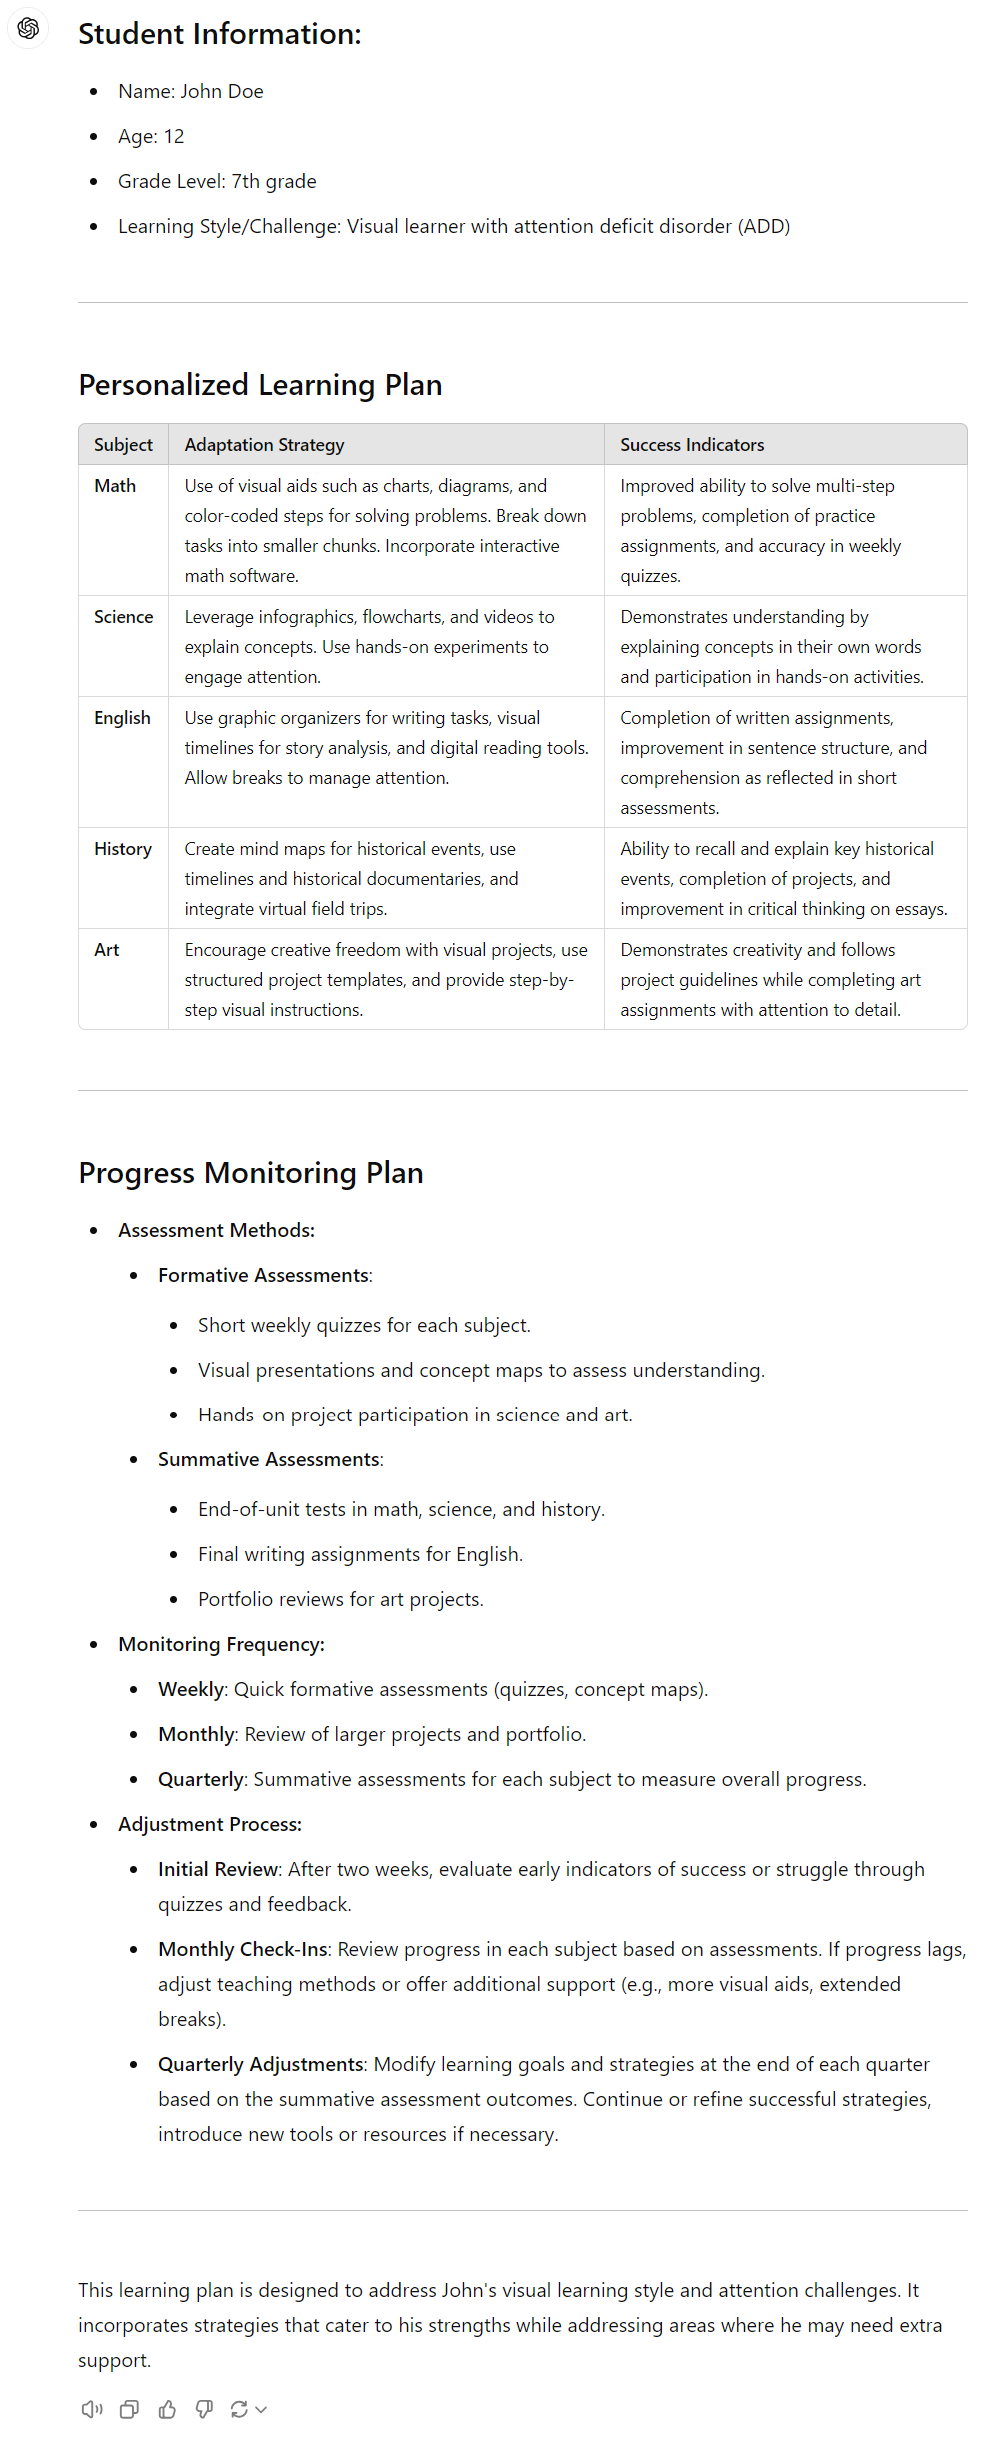 Student Information:
Name: John Doe
Age: 12
Grade Level: 7th grade
Learning Style/Challenge: Visual learner with attention deficit disorder (ADD)
Personalized Learning Plan
Subject Adaptation Strategy Success Indicators
Math
Use of visual aids such as charts, diagrams, and
color-coded steps for solving problems. Break down
tasks into smaller chunks. Incorporate interactive
math software.
Improved ability to solve multi-step
problems, completion of practice
assignments, and accuracy in weekly
quizzes.
Science
Leverage infographics, flowcharts, and videos to
explain concepts. Use hands-on experiments to
engage attention.
Demonstrates understanding by
explaining concepts in their own words
and participation in hands-on activities.
English
Use graphic organizers for writing tasks, visual
timelines for story analysis, and digital reading tools.
Allow breaks to manage attention.
Completion of written assignments,
improvement in sentence structure, and
comprehension as reflected in short
assessments.
History
Create mind maps for historical events, use
timelines and historical documentaries, and
integrate virtual field trips.
Ability to recall and explain key historical
events, completion of projects, and
improvement in critical thinking on essays.
Art
Encourage creative freedom with visual projects, use
structured project templates, and provide step-by-
step visual instructions.
Demonstrates creativity and follows
project guidelines while completing art
assignments with attention to detail.
Progress Monitoring Plan
Assessment Methods:
Formative Assessments:
Short weekly quizzes for each subject.
Visual presentations and concept maps to assess understanding.
Hands on project participation in science and art.
Summative Assessments:
End-of-unit tests in math, science, and history.
Final writing assignments for English.
Portfolio reviews for art projects.
Monitoring Frequency:
Weekly: Quick formative assessments (quizzes, concept maps).
Monthly: Review of larger projects and portfolio.
Quarterly: Summative assessments for each subject to measure overall progress.
Adjustment Process:
Initial Review: After two weeks, evaluate early indicators of success or struggle through
quizzes and feedback.
Monthly Check-Ins: Review progress in each subject based on assessments. If progress lags,
adjust teaching methods or offer additional support (e.g., more visual aids, extended
breaks).
Quarterly Adjustments: Modify learning goals and strategies at the end of each quarter
based on the summative assessment outcomes. Continue or refine successful strategies,
introduce new tools or resources if necessary.
This learning plan is designed to address John's visual learning style and attention challenges. It
incorporates strategies that cater to his strengths while addressing areas where he may need extra
support.